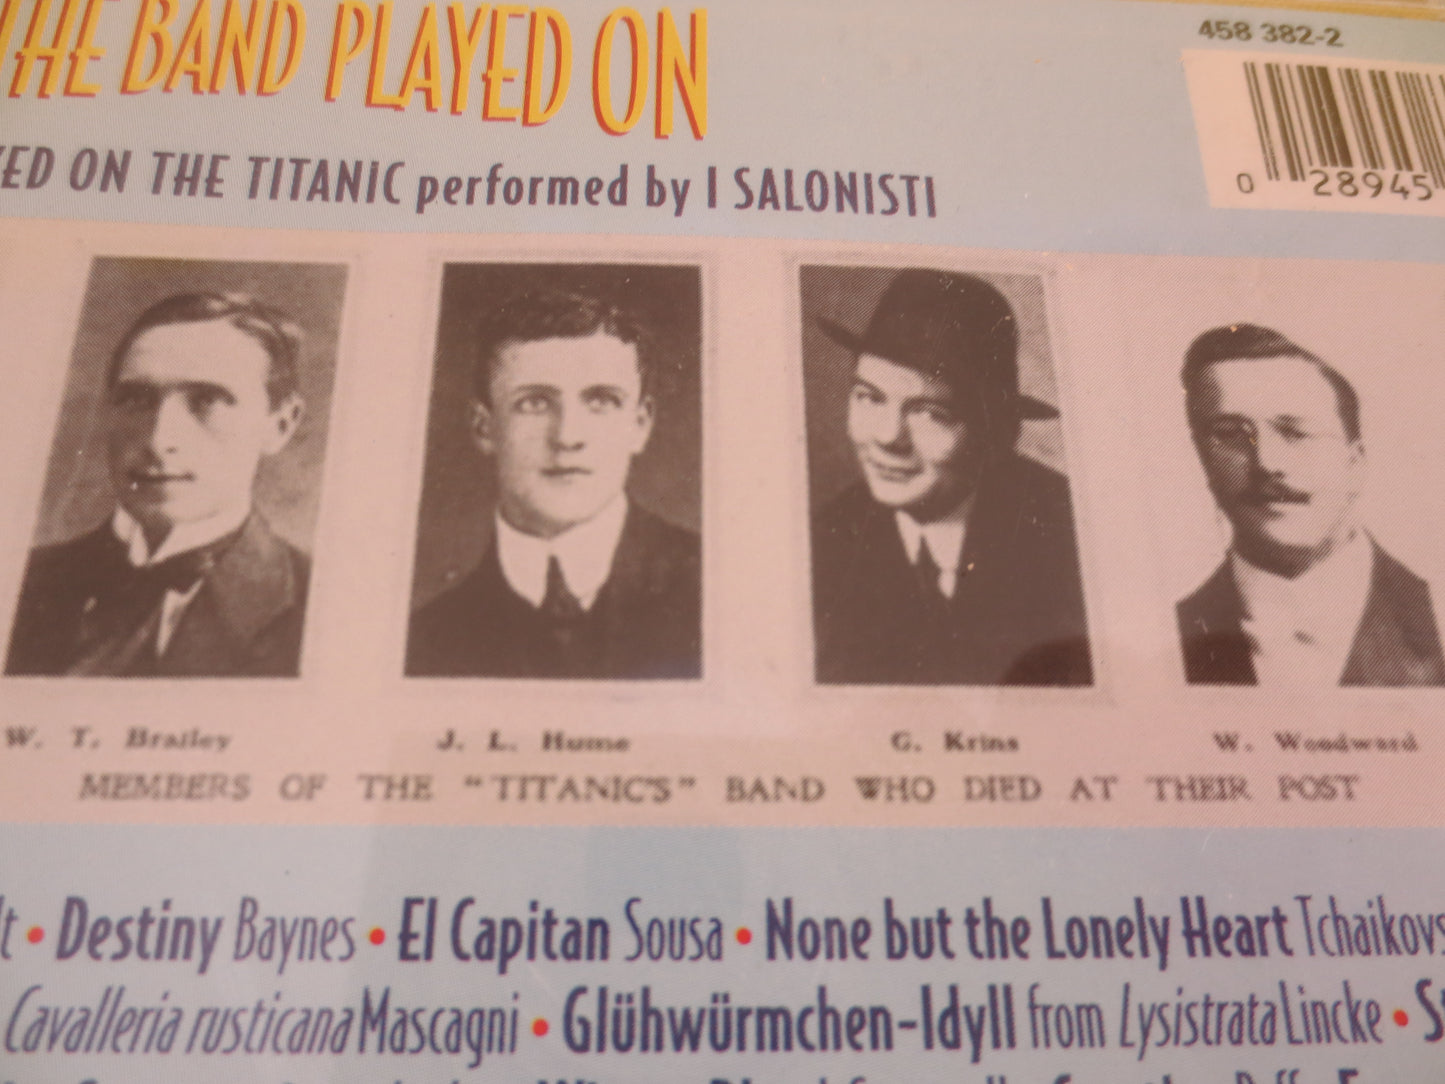 THE BAND PLAYED ON
458 382-2
ED ON THE TITANIC performed by I SALONISTI
0 28945
W. T. Brailey
J. L. Hume
G. Krins
W. Woodward
MEMBERS OF THE "TITANIC'S" BAND WHO DIED AT THEIR POST
lt • Destiny Baynes • El Capitan Sousa • None but the Lonely Heart Tchaikovs
Cavalleria rusticana Mascagni • Glühwürmchen-Idyll from Lysistrata Lincke • S